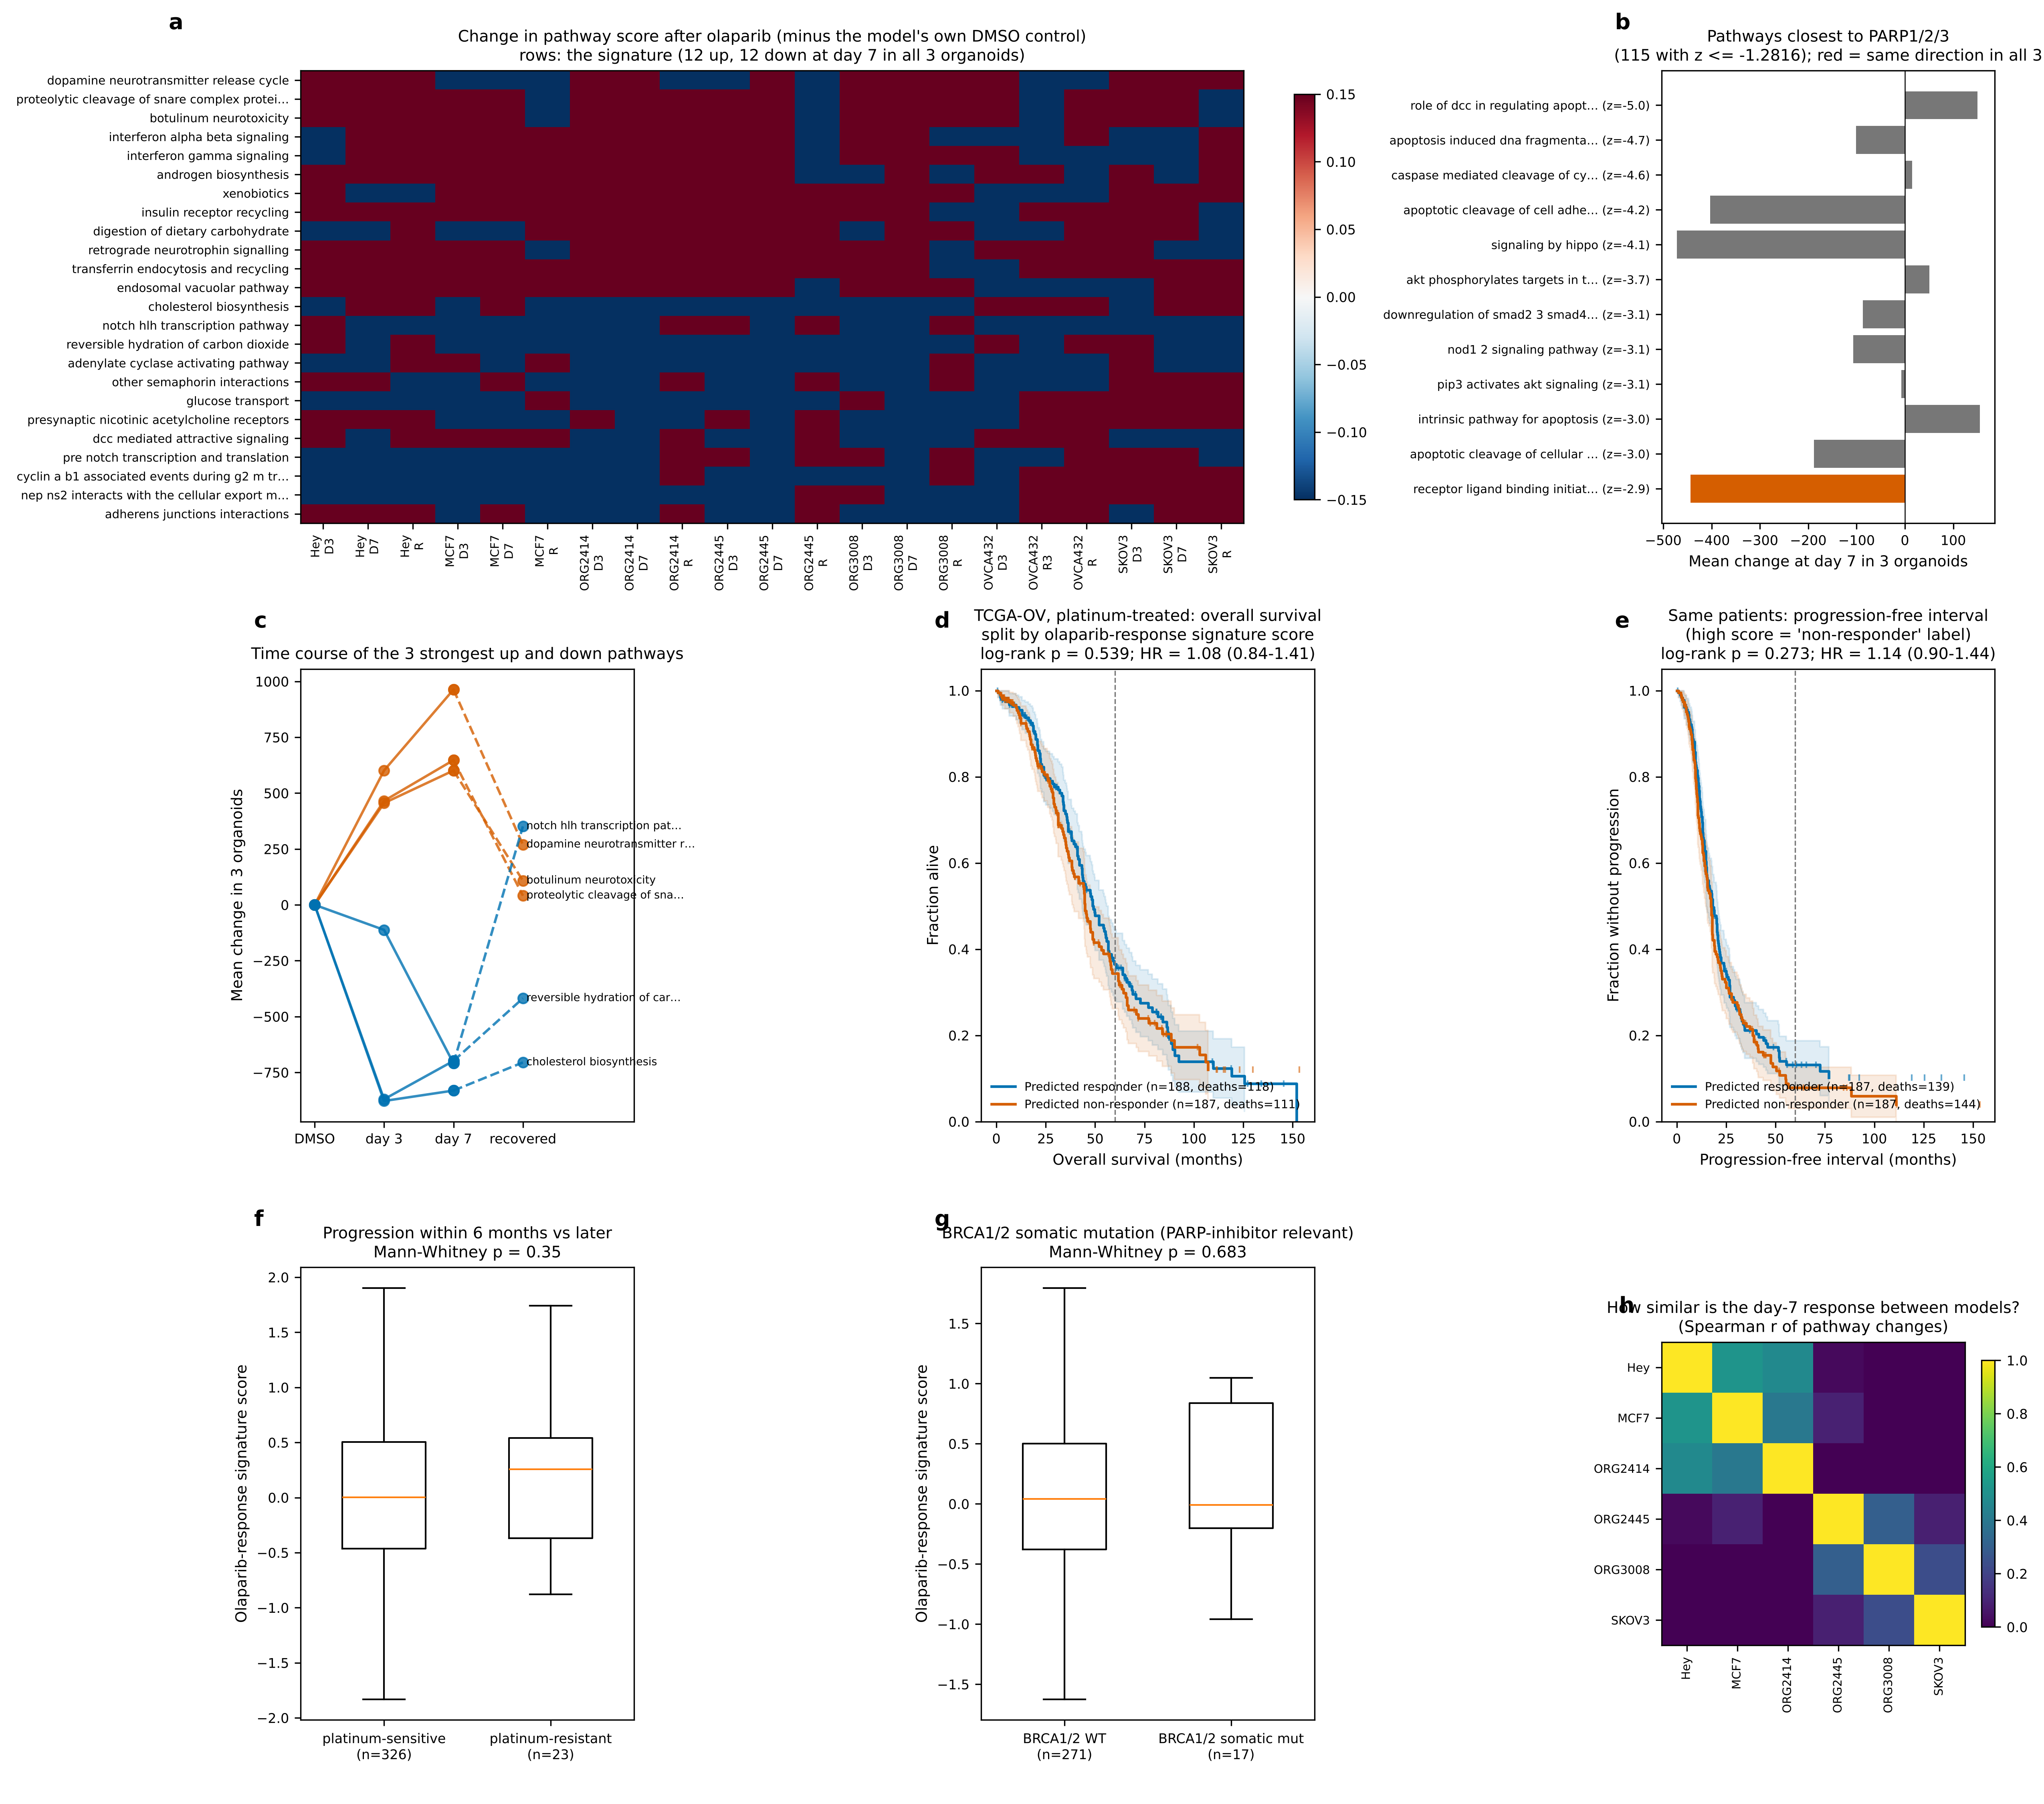 a
Change in pathway score after olaparib (minus the model's own DMSO control)
rows: the signature (12 up, 12 down at day 7 in all 3 organoids)
dopamine neurotransmitter release cycle
proteolytic cleavage of snare complex protei…
botulinum neurotoxicity
interferon alpha beta signaling
interferon gamma signaling
androgen biosynthesis
xenobiotics
insulin receptor recycling
digestion of dietary carbohydrate
retrograde neurotrophin signalling
transferrin endocytosis and recycling
endosomal vacuolar pathway
cholesterol biosynthesis
notch hlh transcription pathway
reversible hydration of carbon dioxide
adenylate cyclase activating pathway
other semaphorin interactions
glucose transport
presynaptic nicotinic acetylcholine receptors
dcc mediated attractive signaling
pre notch transcription and translation
cyclin a b1 associated events during g2 m tr…
nep ns2 interacts with the cellular export m…
adherens junctions interactions
Hey D3
Hey D7
Hey R
MCF7 D3
MCF7 D7
MCF7 R
ORG2414 D3
ORG2414 D7
ORG2414 R
ORG2445 D3
ORG2445 D7
ORG2445 R
ORG3008 D3
ORG3008 D7
ORG3008 R
OVCA432 D3
OVCA432 R3
OVCA432 R
SKOV3 D3
SKOV3 D7
SKOV3 R
0.15
0.10
0.05
0.00
−0.05
−0.10
−0.15
b
Pathways closest to PARP1/2/3
(115 with z <= -1.2816); red = same direction in all 3
role of dcc in regulating apopt… (z=-5.0)
apoptosis induced dna fragmenta… (z=-4.7)
caspase mediated cleavage of cy… (z=-4.6)
apoptotic cleavage of cell adhe… (z=-4.2)
signaling by hippo (z=-4.1)
akt phosphorylates targets in t… (z=-3.7)
downregulation of smad2 3 smad4… (z=-3.1)
nod1 2 signaling pathway (z=-3.1)
pip3 activates akt signaling (z=-3.1)
intrinsic pathway for apoptosis (z=-3.0)
apoptotic cleavage of cellular … (z=-3.0)
receptor ligand binding initiat… (z=-2.9)
−500 −400 −300 −200 −100 0 100
Mean change at day 7 in 3 organoids
c
Time course of the 3 strongest up and down pathways
Mean change in 3 organoids
1000
750
500
250
0
−250
−500
−750
notch hlh transcription pat…
dopamine neurotransmitter r…
botulinum neurotoxicity
proteolytic cleavage of sna…
reversible hydration of car…
cholesterol biosynthesis
DMSO day 3 day 7 recovered
d
TCGA-OV, platinum-treated: overall survival
split by olaparib-response signature score
log-rank p = 0.539; HR = 1.08 (0.84-1.41)
Fraction alive
1.0
0.8
0.6
0.4
0.2
0.0
Predicted responder (n=188, deaths=118)
Predicted non-responder (n=187, deaths=111)
0 25 50 75 100 125 150
Overall survival (months)
e
Same patients: progression-free interval
(high score = 'non-responder' label)
log-rank p = 0.273; HR = 1.14 (0.90-1.44)
Fraction without progression
1.0
0.8
0.6
0.4
0.2
0.0
Predicted responder (n=187, deaths=139)
Predicted non-responder (n=187, deaths=144)
0 25 50 75 100 125 150
Progression-free interval (months)
f
Progression within 6 months vs later
Mann-Whitney p = 0.35
Olaparib-response signature score
2.0
1.5
1.0
0.5
0.0
−0.5
−1.0
−1.5
−2.0
platinum-sensitive (n=326)
platinum-resistant (n=23)
g
BRCA1/2 somatic mutation (PARP-inhibitor relevant)
Mann-Whitney p = 0.683
Olaparib-response signature score
1.5
1.0
0.5
0.0
−0.5
−1.0
−1.5
BRCA1/2 WT (n=271)
BRCA1/2 somatic mut (n=17)
h
How similar is the day-7 response between models?
(Spearman r of pathway changes)
Hey
MCF7
ORG2414
ORG2445
ORG3008
SKOV3
Hey
MCF7
ORG2414
ORG2445
ORG3008
SKOV3
1.0
0.8
0.6
0.4
0.2
0.0